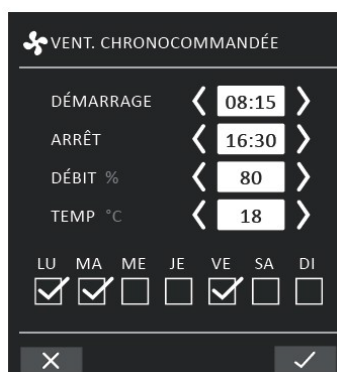 VENT. CHRONOCOMMANDÉE
DÉMARRAGE 08:15
ARRÊT 16:30
DÉBIT % 80
TEMP °C 18
LU MA ME JE VE SA DI